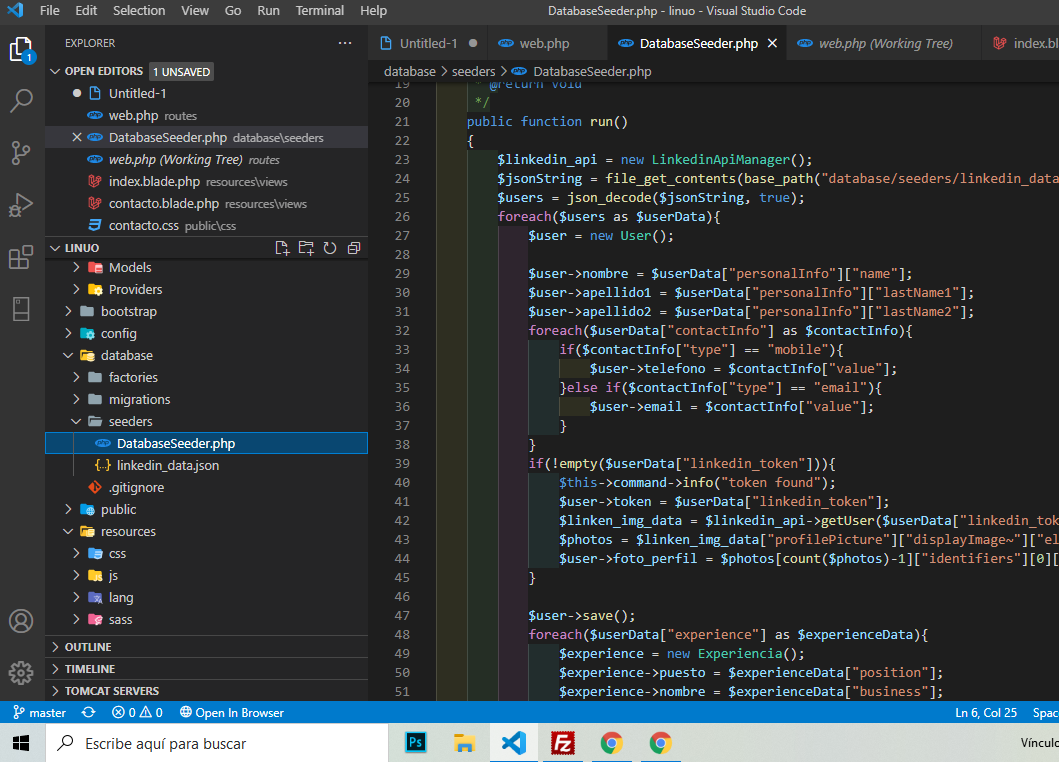 File Edit Selection View Go Run Terminal Help DatabaseSeeder.php - linuo - Visual Studio Code
EXPLORER
OPEN EDITORS 1 UNSAVED
Untitled-1
web.php routes
DatabaseSeeder.php database\seeders
web.php (Working Tree) routes
index.blade.php resources\views
contacto.blade.php resources\views
contacto.css public\css
LINUO
Models
Providers
bootstrap
config
database
factories
migrations
seeders
DatabaseSeeder.php
{..} linkedin_data.json
.gitignore
public
resources
css
js
lang
sass
OUTLINE
TIMELINE
TOMCAT SERVERS
1
Untitled-1 web.php DatabaseSeeder.php web.php (Working Tree) index.bl
database > seeders > DatabaseSeeder.php
19 * @return void
20 */
21 public function run()
22 {
23 $linkedin_api = new LinkedinApiManager();
24 $jsonString = file_get_contents(base_path("database/seeders/linkedin_data
25 $users = json_decode($jsonString, true);
26 foreach($users as $userData){
27 $user = new User();
28
29 $user->nombre = $userData["personalInfo"]["name"];
30 $user->apellido1 = $userData["personalInfo"]["lastName1"];
31 $user->apellido2 = $userData["personalInfo"]["lastName2"];
32 foreach($userData["contactInfo"] as $contactInfo){
33 if($contactInfo["type"] == "mobile"){
34 $user->telefono = $contactInfo["value"];
35 }else if($contactInfo["type"] == "email"){
36 $user->email = $contactInfo["value"];
37 }
38 }
39 if(!empty($userData["linkedin_token"])){
40 $this->command->info("token found");
41 $user->token = $userData["linkedin_token"];
42 $linken_img_data = $linkedin_api->getUser($userData["linkedin_tok
43 $photos = $linken_img_data["profilePicture"]["displayImage~"]["el
44 $user->foto_perfil = $photos[count($photos)-1]["identifiers"][0][
45 }
46
47 $user->save();
48 foreach($userData["experience"] as $experienceData){
49 $experience = new Experiencia();
50 $experience->puesto = $experienceData["position"];
51 $experience->nombre = $experienceData["business"];
master 0 0 Open In Browser Ln 6, Col 25 Spac
Escribe aquí para buscar Ps Fz Vínculo